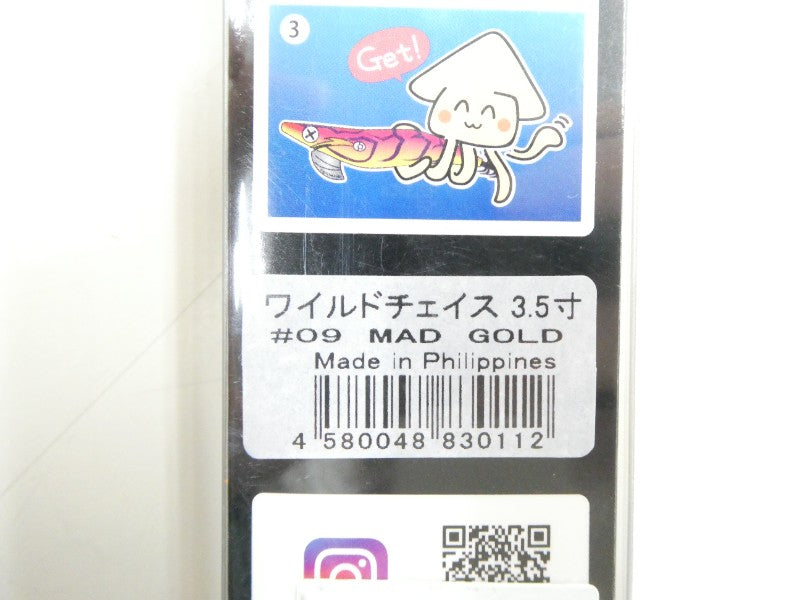 3
Get!
ワイルドチェイス 3.5寸
#09 MAD GOLD
Made in Philippines
4 580048 830112